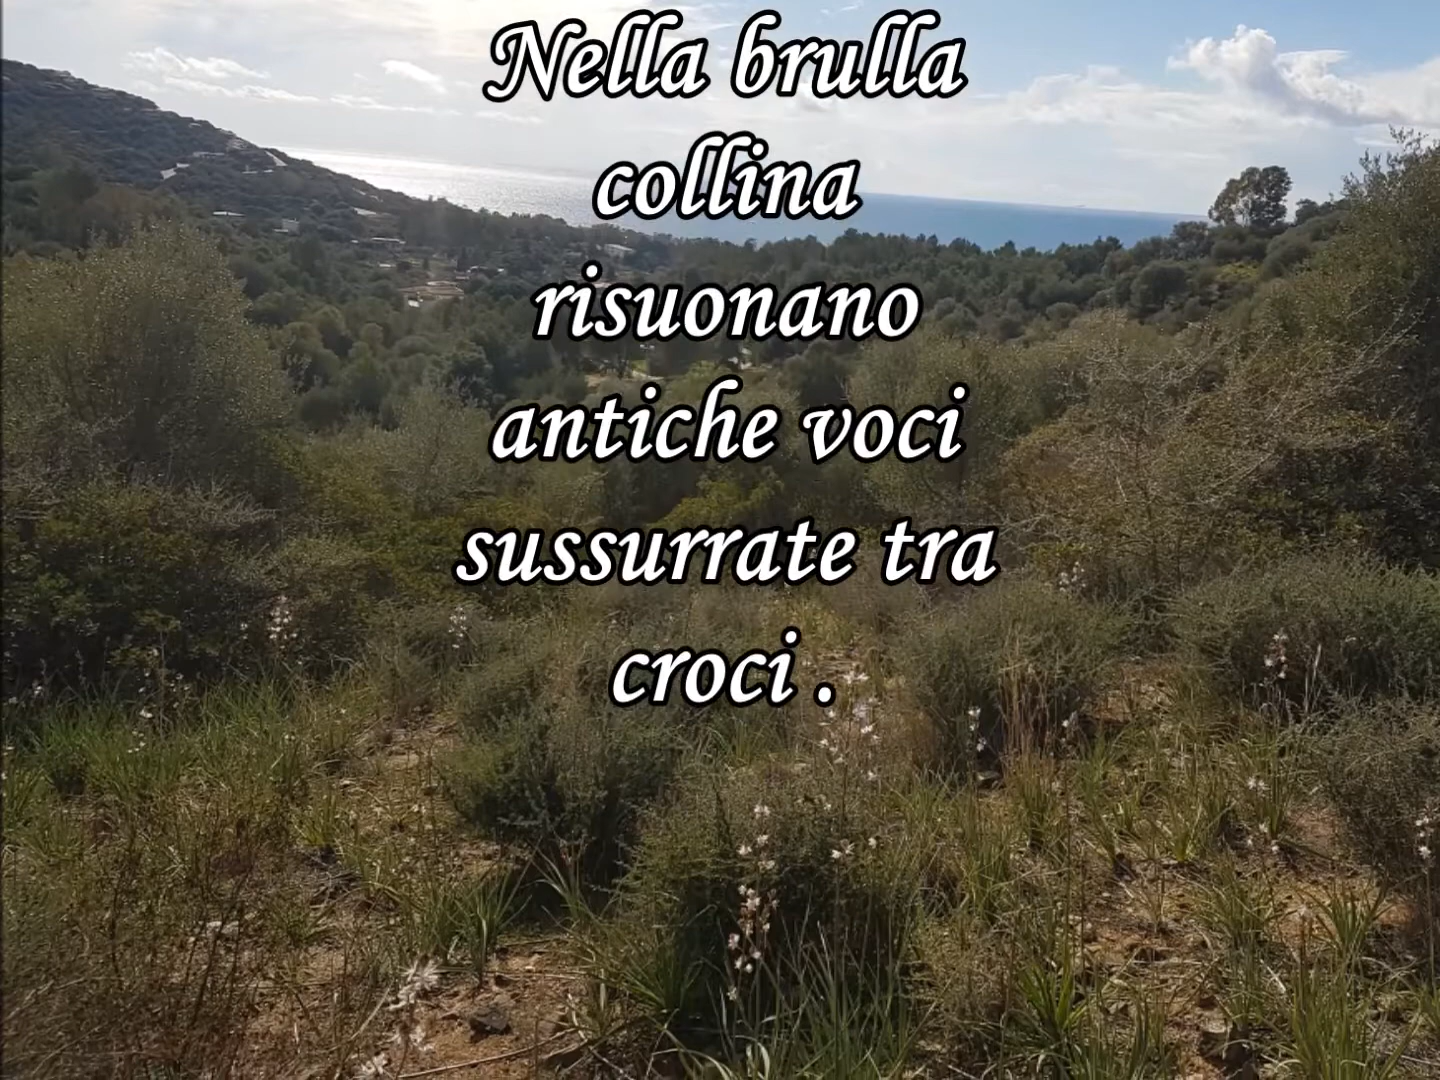 Nella brulla
collina
risuonano
antiche voci
sussurrate tra
croci .